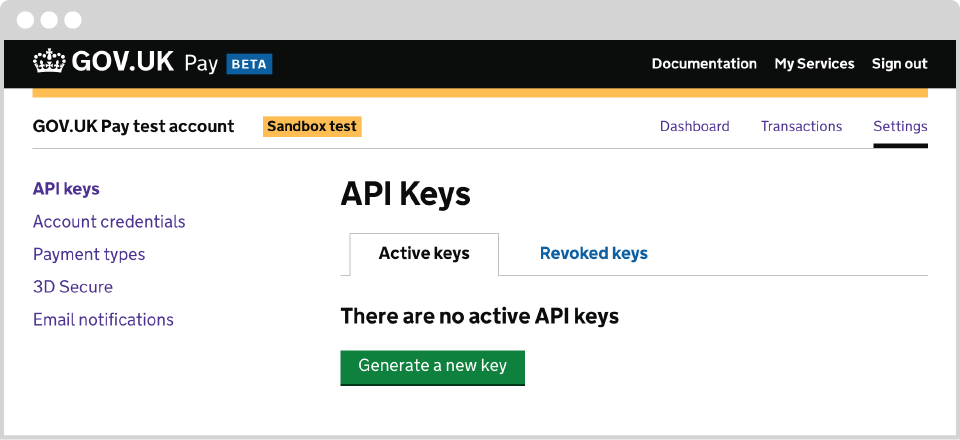 GOV.UK Pay BETA Documentation My Services Sign out
GOV.UK Pay test account Sandbox test Dashboard Transactions Settings
API keys
Account credentials
Payment types
3D Secure
Email notifications
API Keys
Active keys Revoked keys
There are no active API keys
Generate a new key